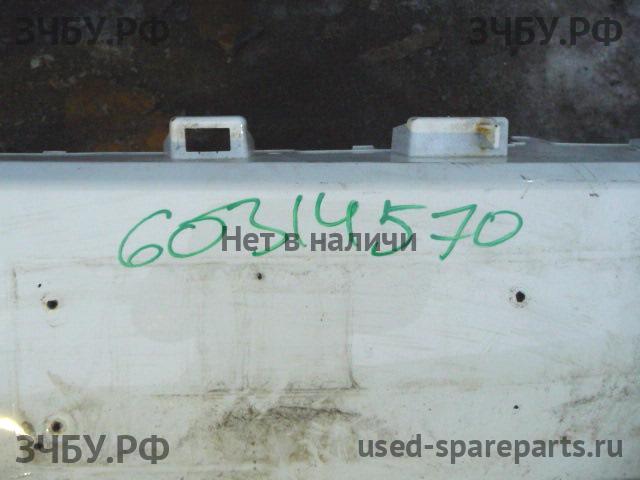 ЗЧБУ.РФ ЗЧБУ.РФ
60314570
Нет в наличи
ЗЧБУ.РФ used-spareparts.ru